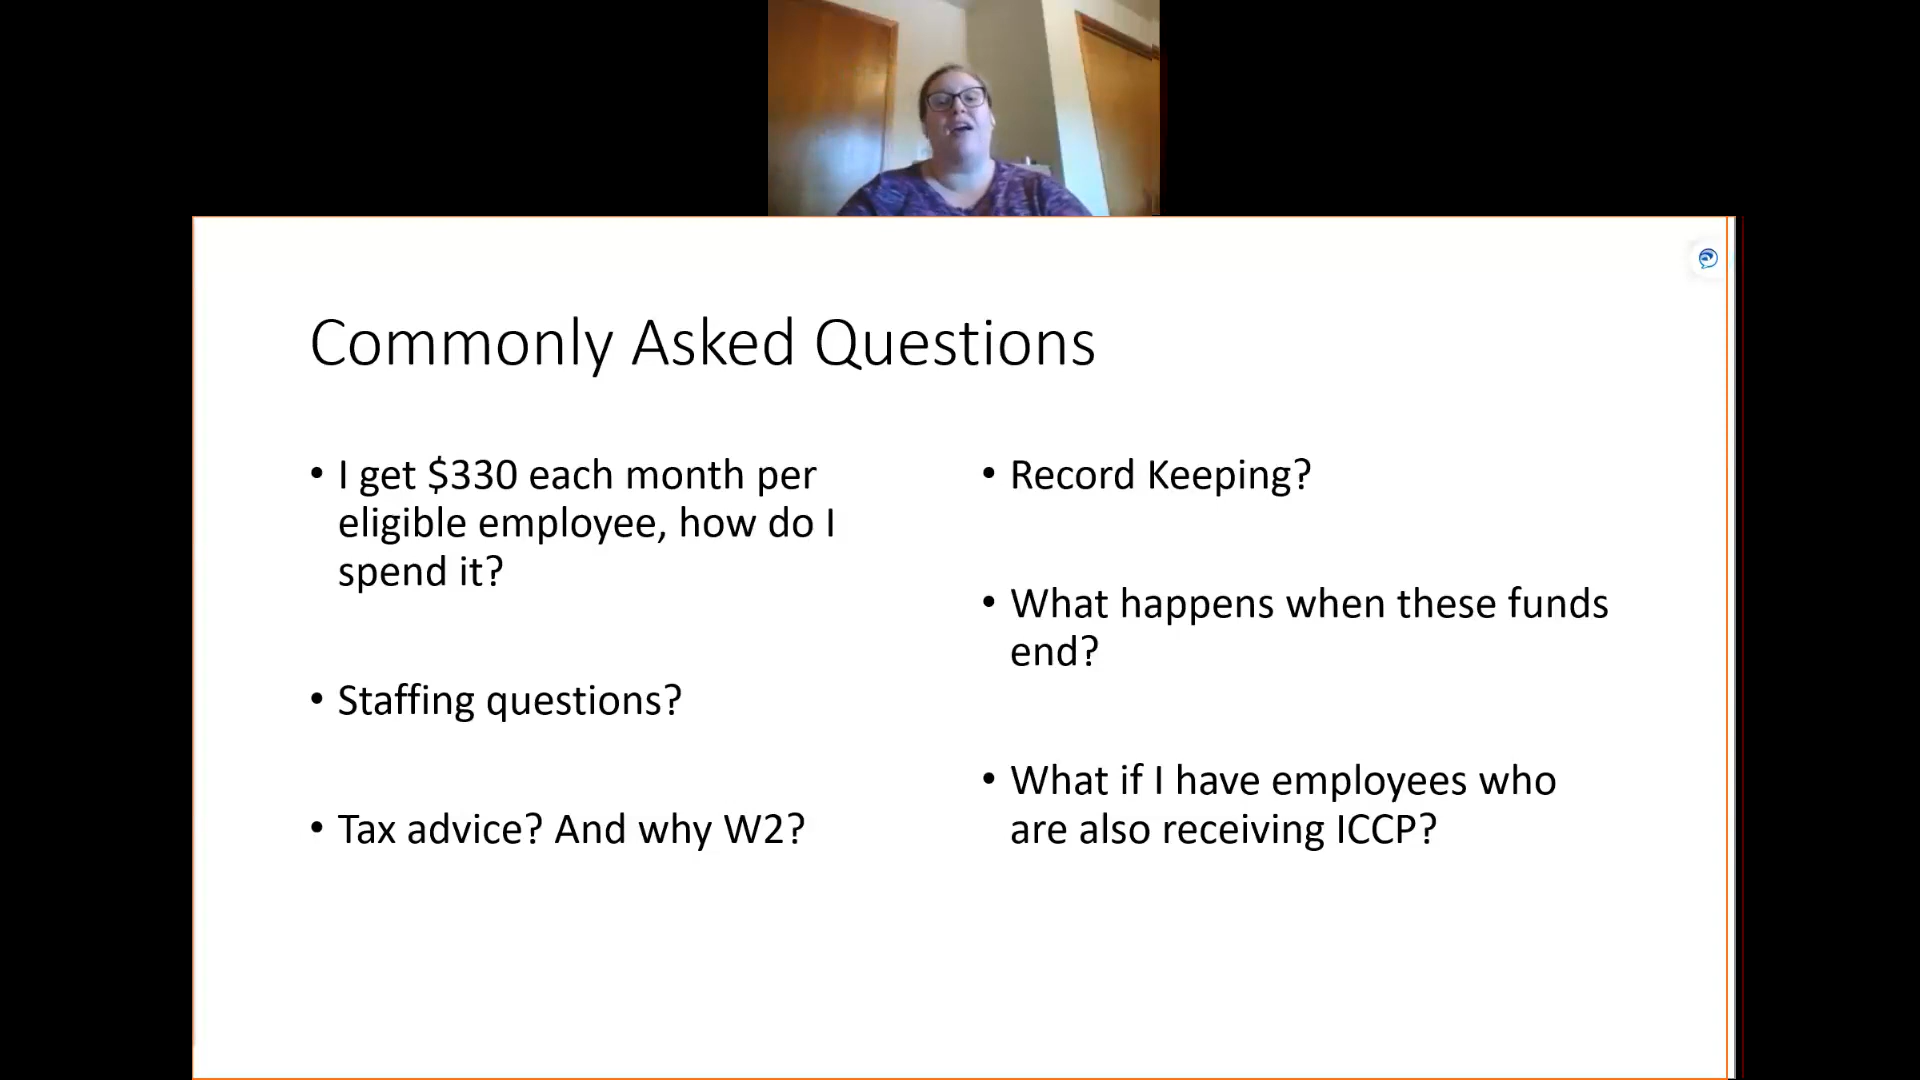 Commonly Asked Questions
• I get $330 each month per
eligible employee, how do I
spend it?
• Staffing questions?
• Tax advice? And why W2?
• Record Keeping?
• What happens when these funds
end?
• What if I have employees who
are also receiving ICCP?